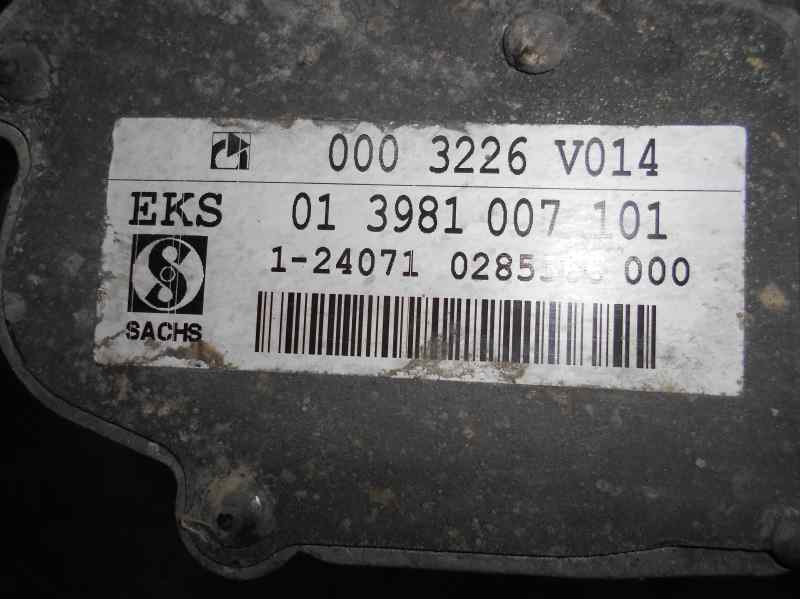 000 3226 V014
EKS 01 3981 007 101
1-24071 000
SACHS